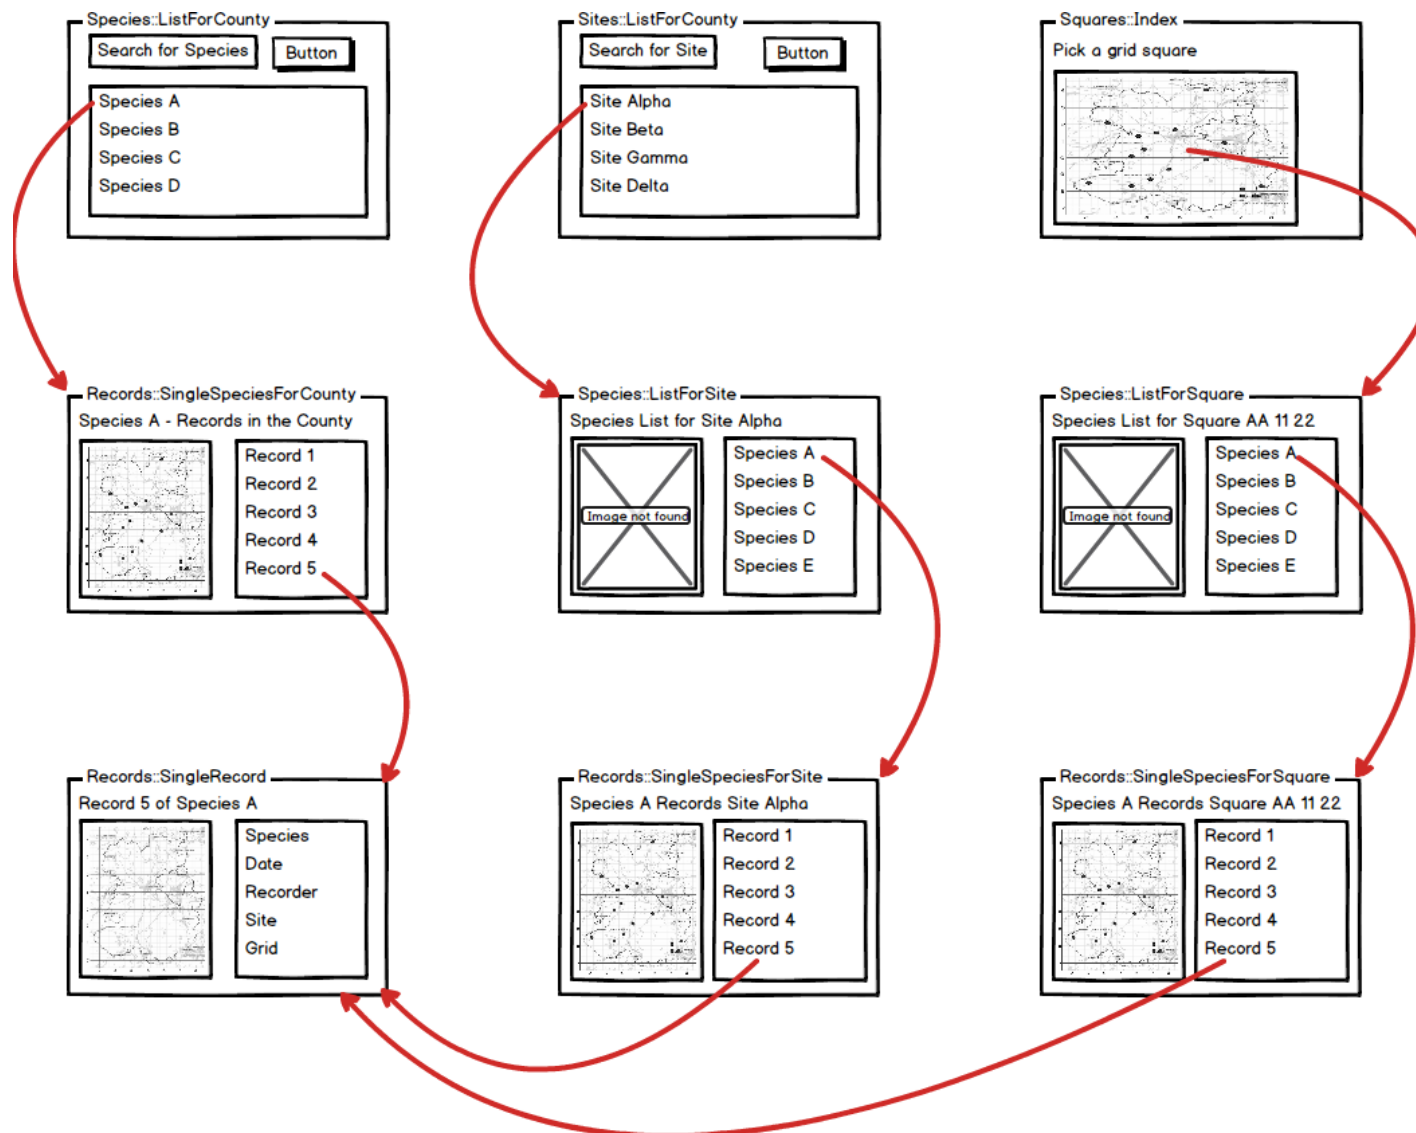 Species::ListForCounty
Search for Species
Button
Species A
Species B
Species C
Species D
Sites::ListForCounty
Search for Site
Button
Site Alpha
Site Beta
Site Gamma
Site Delta
Squares::Index
Pick a grid square
Records::SingleSpeciesForCounty
Species A - Records in the County
Record 1
Record 2
Record 3
Record 4
Record 5
Species::ListForSite
Species List for Site Alpha
Image not found
Species A
Species B
Species C
Species D
Species E
Species::ListForSquare
Species List for Square AA 11 22
Image not found
Species A
Species B
Species C
Species D
Species E
Records::SingleRecord
Record 5 of Species A
Species
Date
Recorder
Site
Grid
Records::SingleSpeciesForSite
Species A Records Site Alpha
Record 1
Record 2
Record 3
Record 4
Record 5
Records::SingleSpeciesForSquare
Species A Records Square AA 11 22
Record 1
Record 2
Record 3
Record 4
Record 5